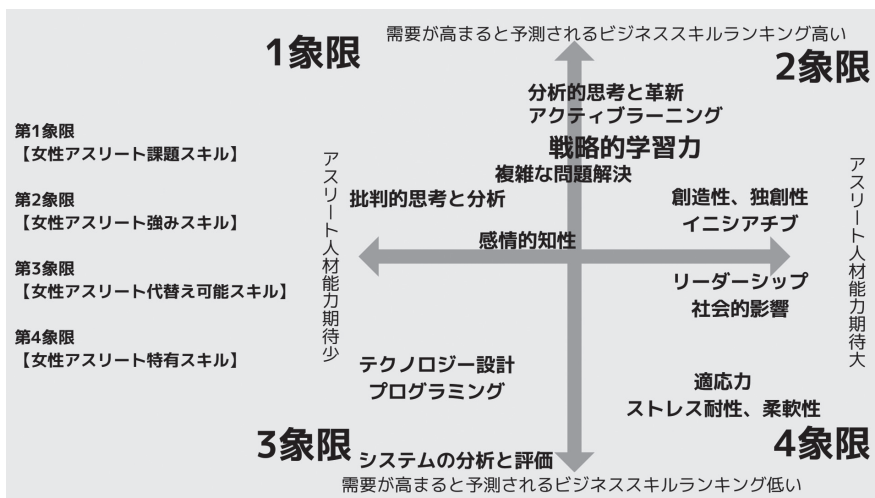 需要が高まると予測されるビジネススキルランキング高い
1象限
2象限
分析的思考と革新
アクティブラーニング
戦略的学習力
複雑な問題解決
批判的思考と分析
創造性、独創性
イニシアチブ
感情的知性
第1象限
【女性アスリート課題スキル】
第2象限
【女性アスリート強みスキル】
第3象限
【女性アスリート代替え可能スキル】
第4象限
【女性アスリート特有スキル】
アスリート人材能力期待少
アスリート人材能力期待大
リーダーシップ
社会的影響
テクノロジー設計
プログラミング
適応力
ストレス耐性、柔軟性
3象限
4象限
システムの分析と評価
需要が高まると予測されるビジネススキルランキング低い